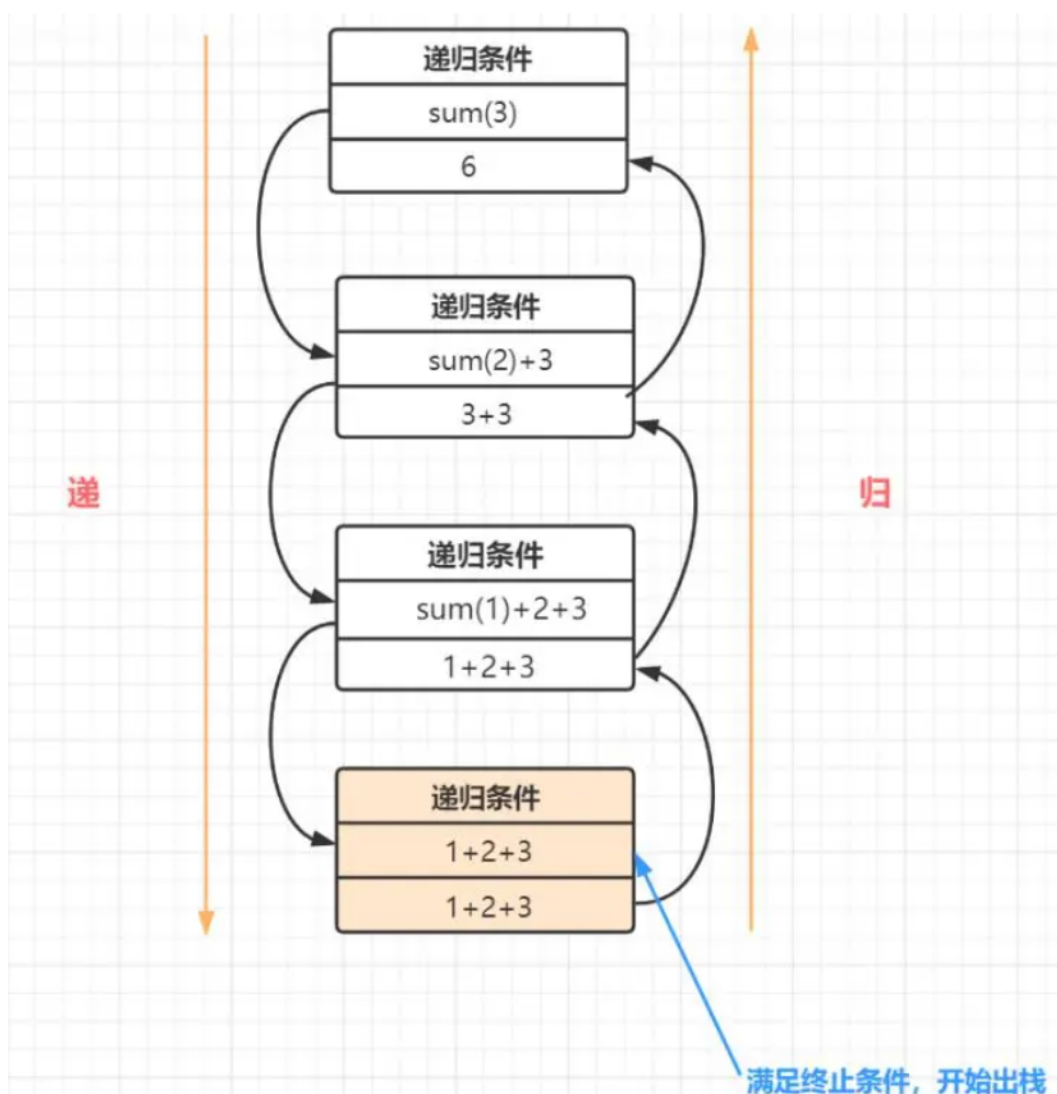 递归条件
sum(3)
6
递归条件
sum(2)+3
3+3
递
归
递归条件
sum(1)+2+3
1+2+3
递归条件
1+2+3
1+2+3
满足终止条件，开始出栈